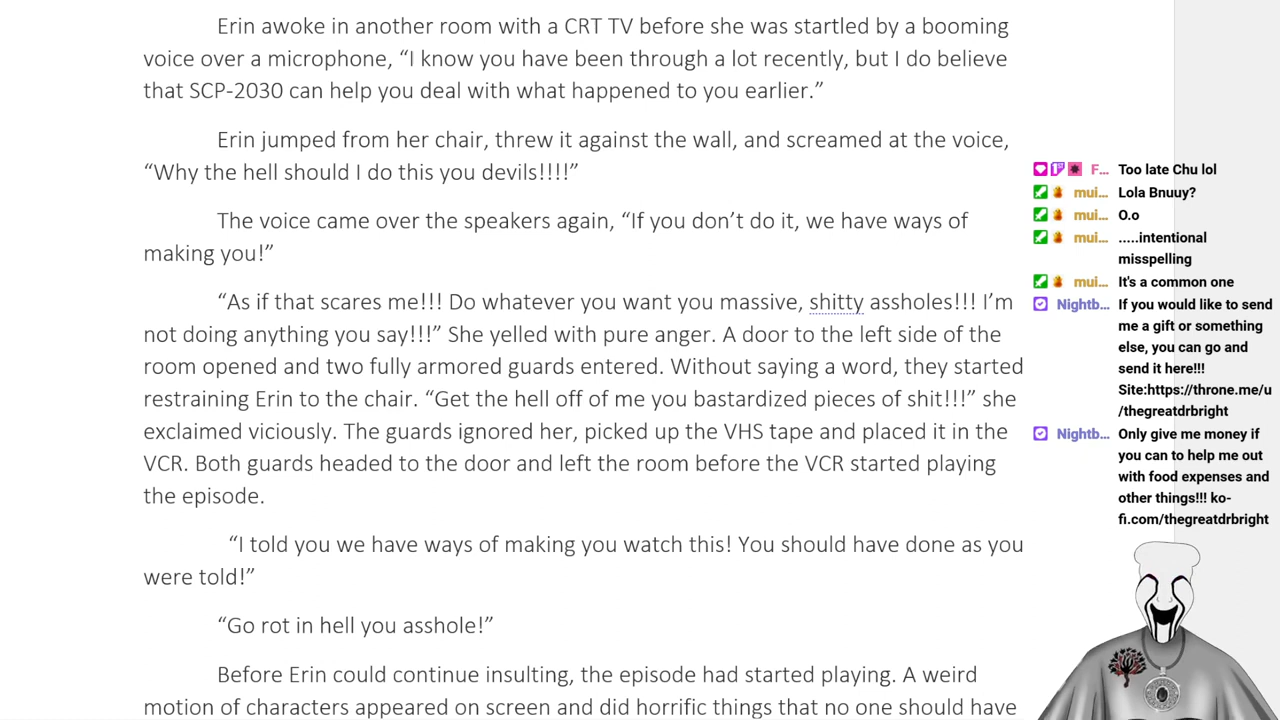 Erin awoke in another room with a CRT TV before she was startled by a booming
voice over a microphone, “I know you have been through a lot recently, but I do believe
that SCP-2030 can help you deal with what happened to you earlier.”
Erin jumped from her chair, threw it against the wall, and screamed at the voice,
“Why the hell should I do this you devils!!!!”
The voice came over the speakers again, “If you don’t do it, we have ways of
making you!”
“As if that scares me!!! Do whatever you want you massive, shitty assholes!!! I’m
not doing anything you say!!!” She yelled with pure anger. A door to the left side of the
room opened and two fully armored guards entered. Without saying a word, they started
restraining Erin to the chair. “Get the hell off of me you bastardized pieces of shit!!!” she
exclaimed viciously. The guards ignored her, picked up the VHS tape and placed it in the
VCR. Both guards headed to the door and left the room before the VCR started playing
the episode.
“I told you we have ways of making you watch this! You should have done as you
were told!”
“Go rot in hell you asshole!”
Before Erin could continue insulting, the episode had started playing. A weird
motion of characters appeared on screen and did horrific things that no one should have
F... Too late Chu lol
mui... Lola Bnuuy?
mui... O.o
mui... .....intentional
misspelling
mui... It's a common one
Nightb... If you would like to send
me a gift or something
else, you can go and
send it here!!!
Site:https://throne.me/u
/thegreatdrbright
Nightb... Only give me money if
you can to help me out
with food expenses and
other things!!! ko-
fi.com/thegreatdrbright